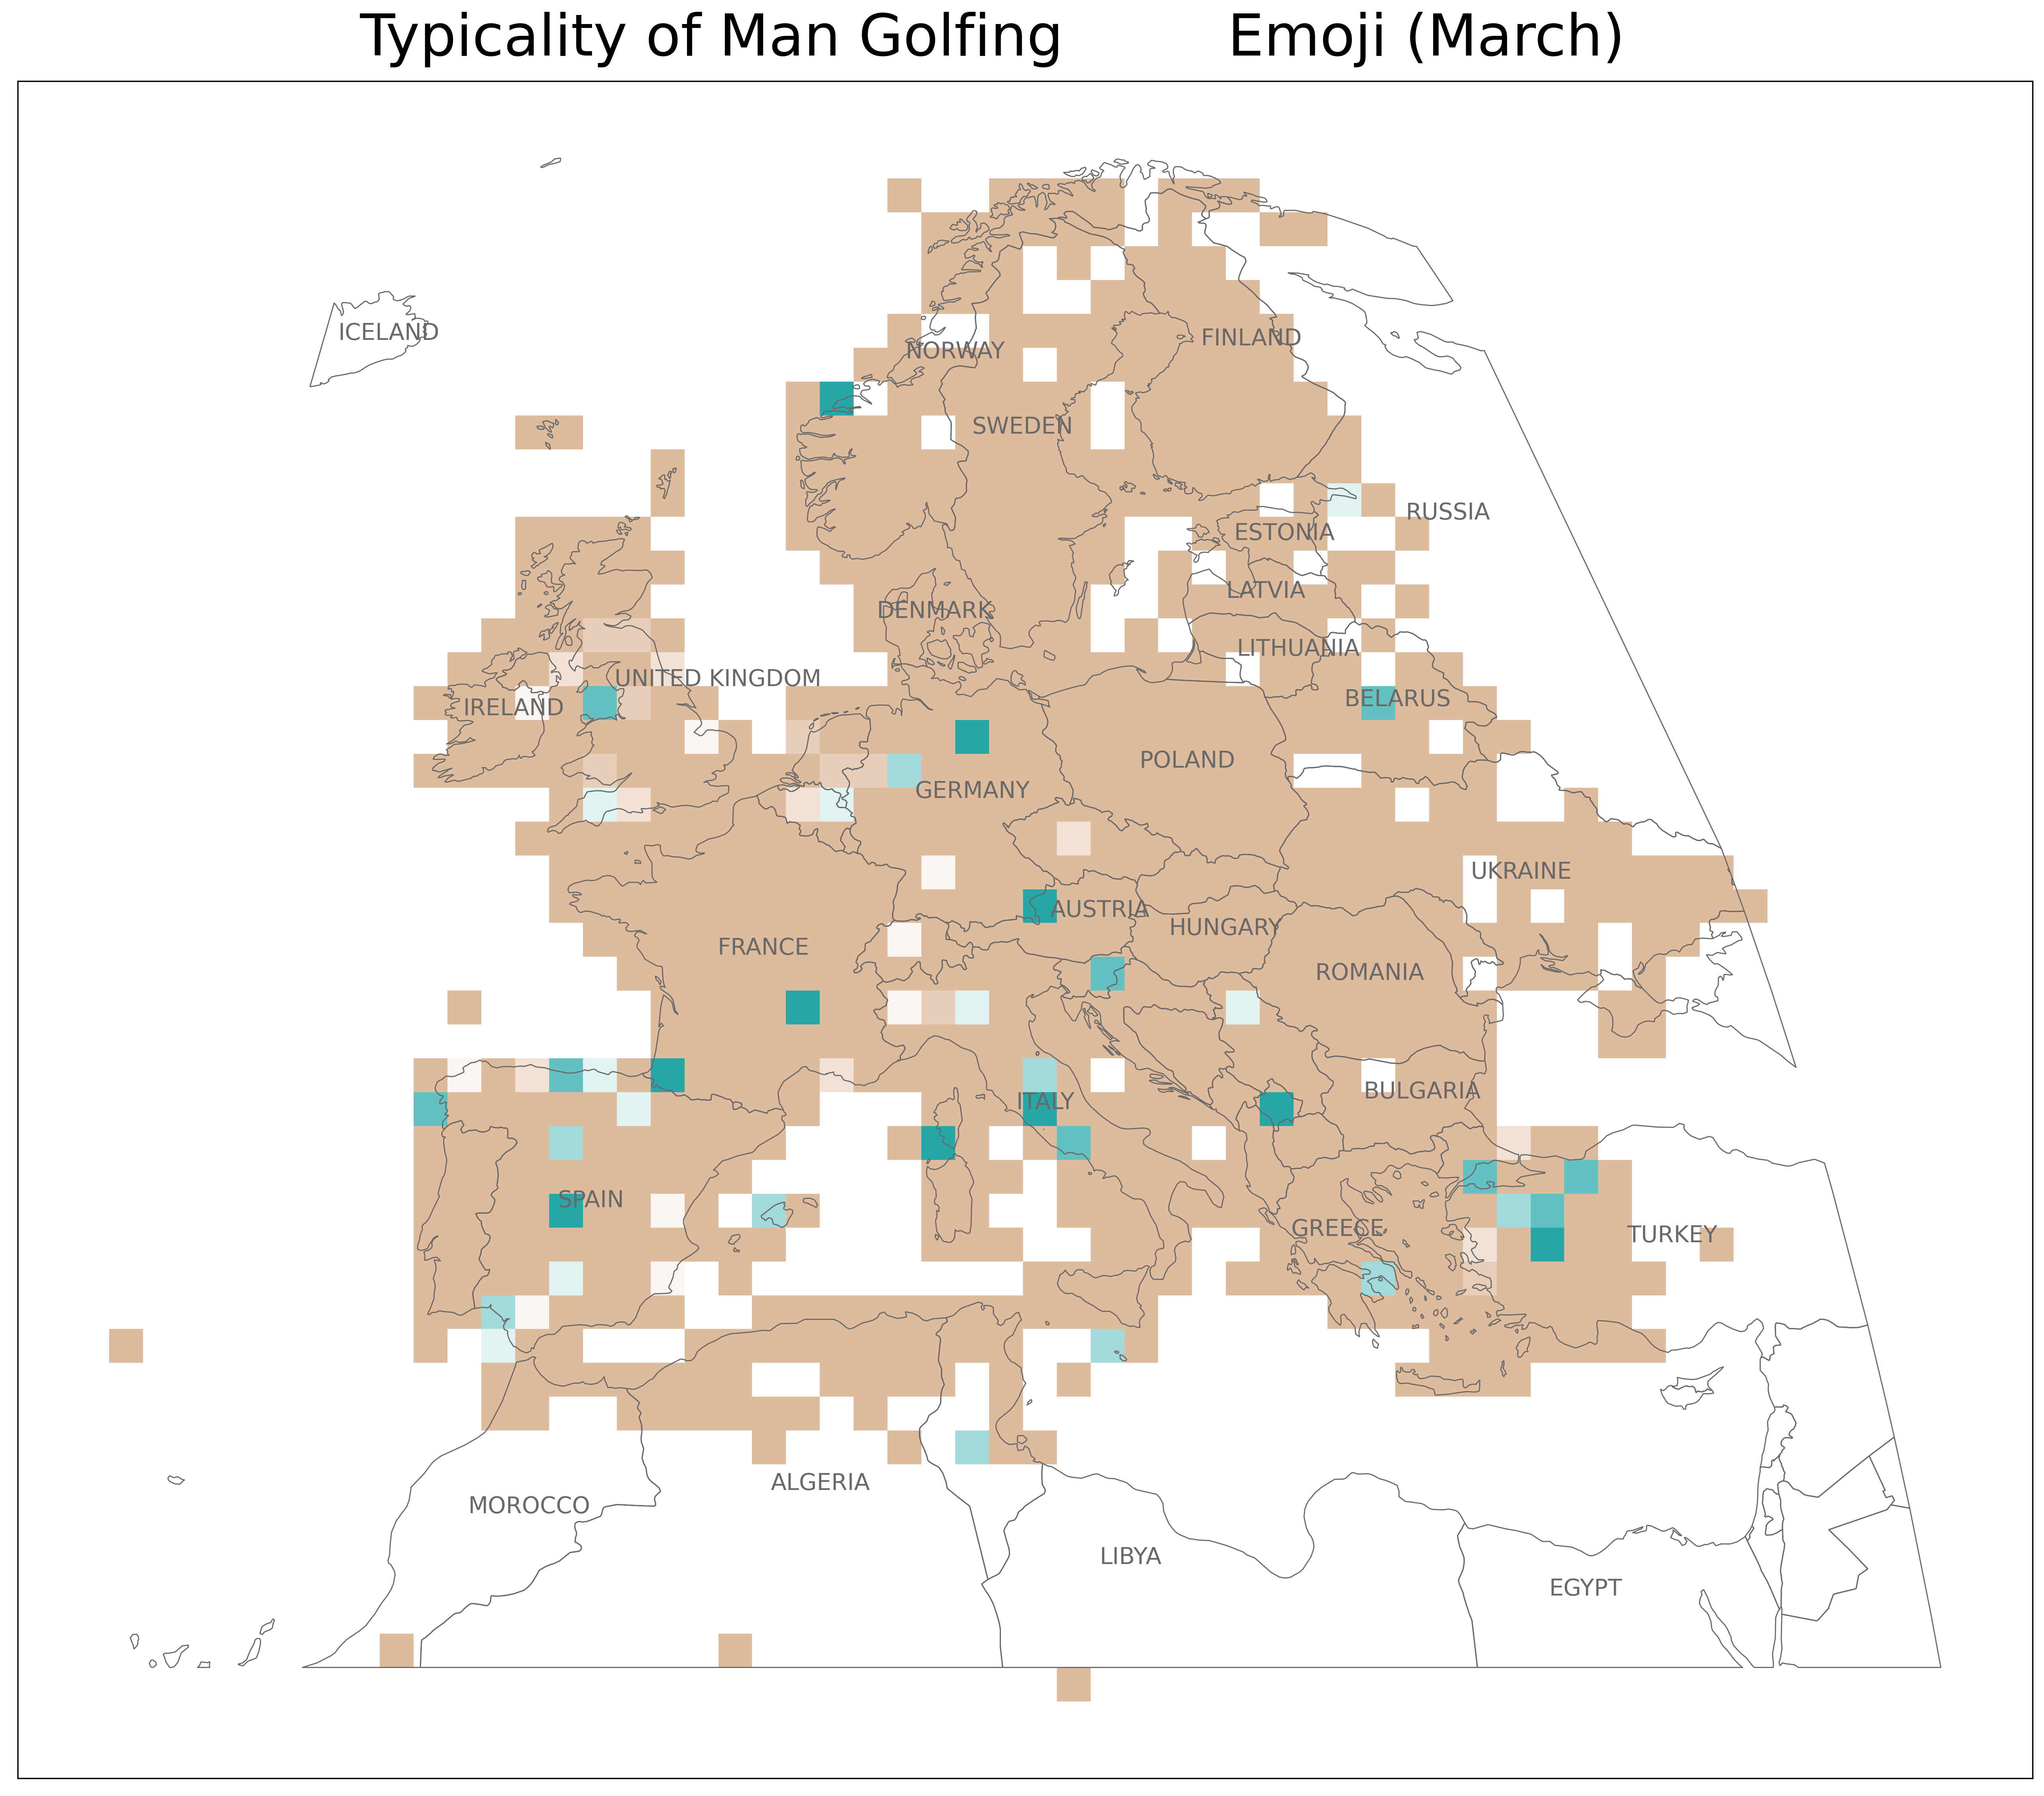 Typicality of Man Golfing Emoji (March)
ICELAND
FINLAND
NORWAY
SWEDEN
RUSSIA
ESTONIA
LATVIA
DENMARK
LITHUANIA
UNITED KINGDOM
BELARUS
IRELAND
POLAND
GERMANY
UKRAINE
AUSTRIA
HUNGARY
FRANCE
ROMANIA
BULGARIA
ITALY
SPAIN
GREECE
TURKEY
ALGERIA
MOROCCO
LIBYA
EGYPT